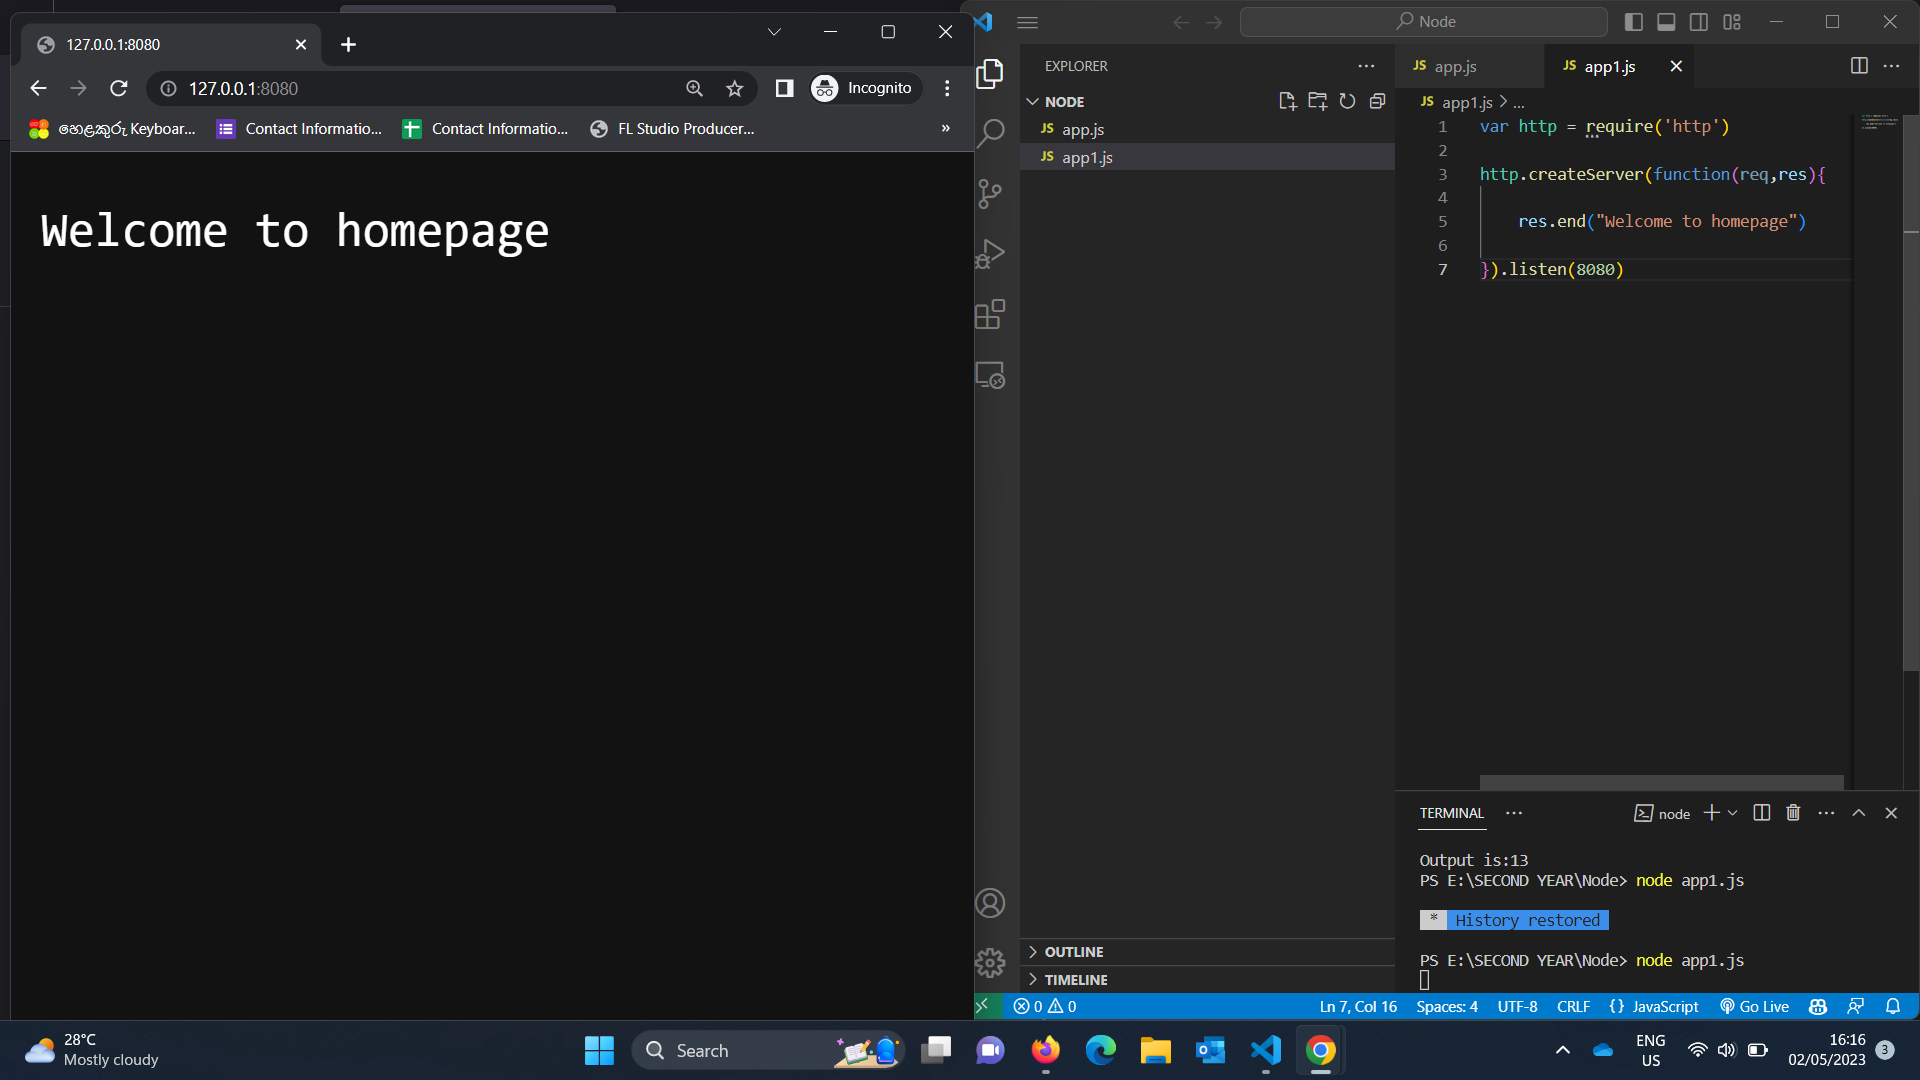 127.0.0.1:8080
127.0.0.1:8080
Incognito
හෙළකුරු Keyboar...
Contact Informatio...
Contact Informatio...
FL Studio Producer...
»
Welcome to homepage
Node
EXPLORER
NODE
JS app.js
JS app1.js
OUTLINE
TIMELINE
JS app.js
JS app1.js
JS app1.js > ...
1 var http = require('http')
2
3 http.createServer(function(req,res){
4
5 res.end("Welcome to homepage")
6
7 }).listen(8080)
TERMINAL
node
Output is:13
PS E:\SECOND YEAR\Node> node app1.js
* History restored
PS E:\SECOND YEAR\Node> node app1.js
0 0
Ln 7, Col 16
Spaces: 4
UTF-8
CRLF
{} JavaScript
Go Live
28°C
Mostly cloudy
Search
ENG
US
16:16
02/05/2023
3